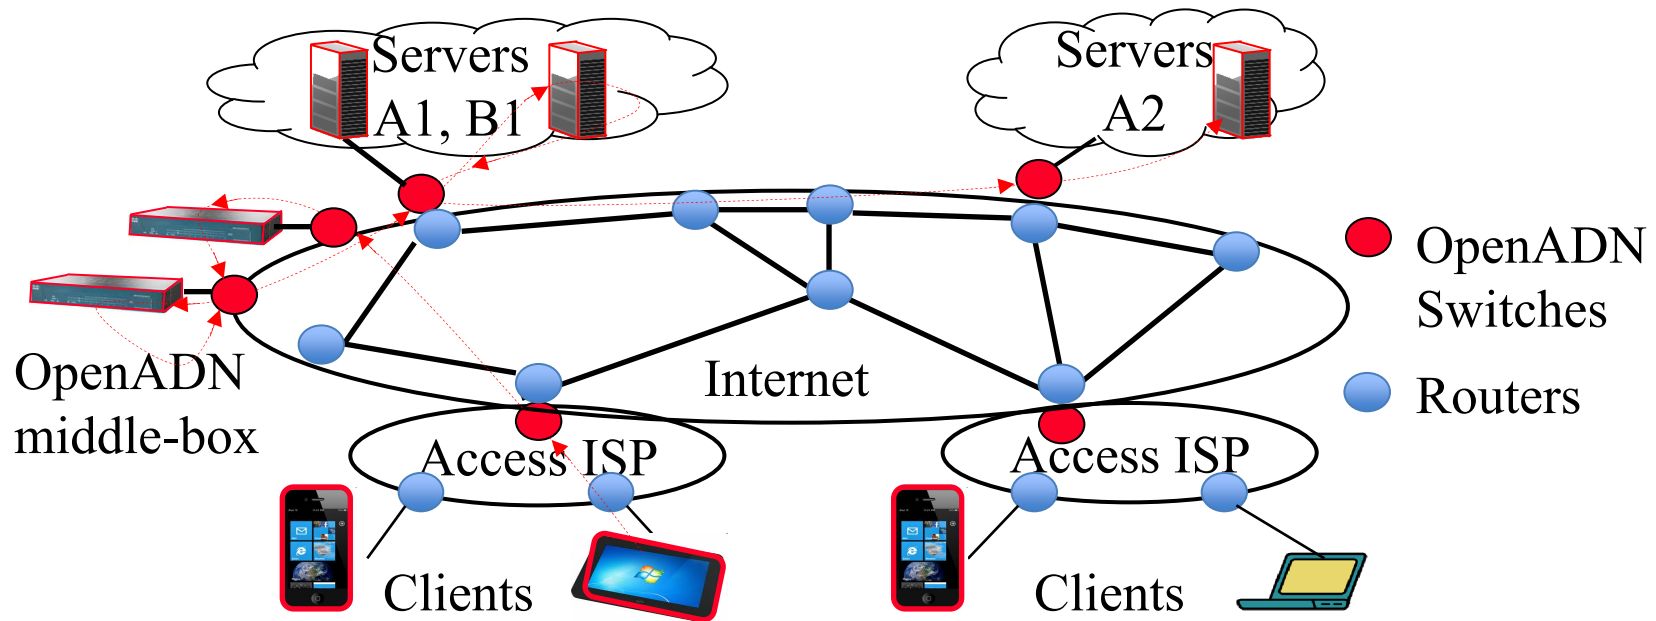 Servers
A1, B1
Servers
A2
OpenADN
Switches
Routers
OpenADN
middle-box
Internet
Access ISP
Access ISP
Clients
Clients